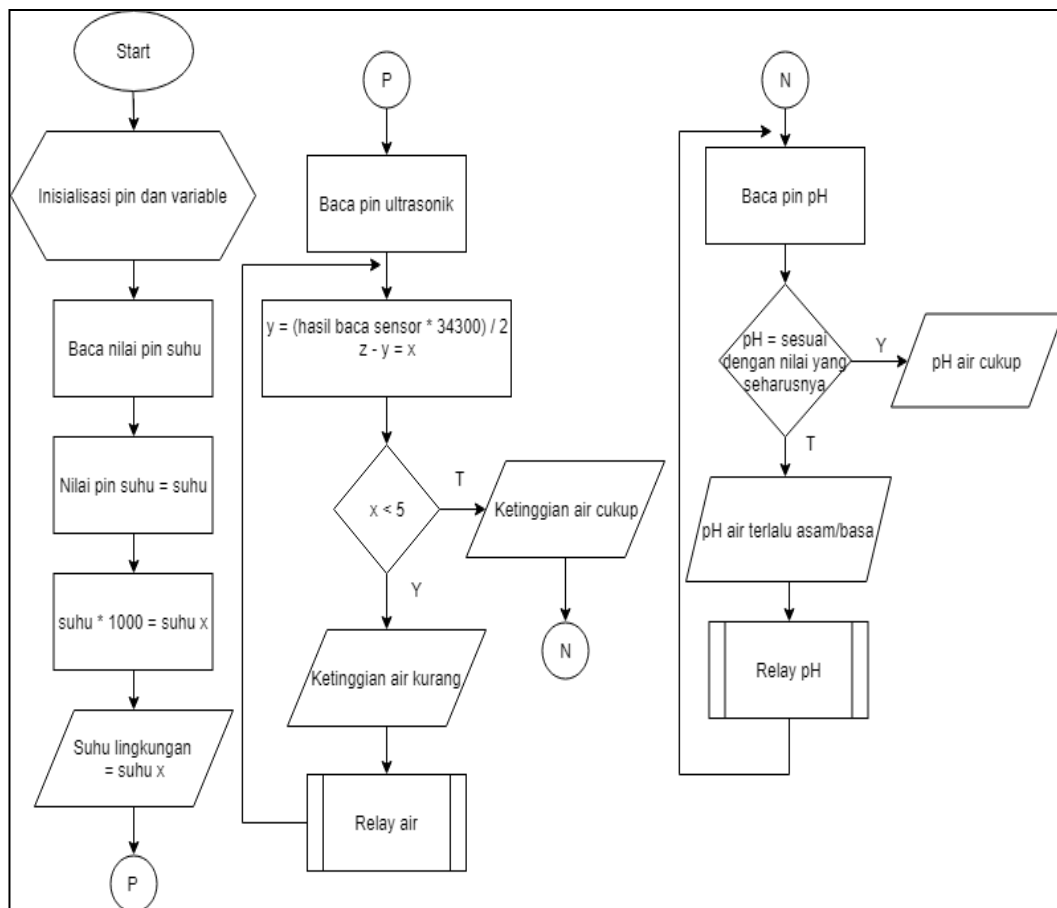 Start
Inisialisasi pin dan variable
Baca nilai pin suhu
Nilai pin suhu = suhu
suhu * 1000 = suhu x
Suhu lingkungan
= suhu x
P
P
Baca pin ultrasonik
y = (hasil baca sensor * 34300) / 2
z - y = x
x < 5
T
Ketinggian air cukup
N
Y
Ketinggian air kurang
Relay air
N
Baca pin pH
pH = sesuai
dengan nilai yang
seharusnya
Y
pH air cukup
T
pH air terlalu asam/basa
Relay pH